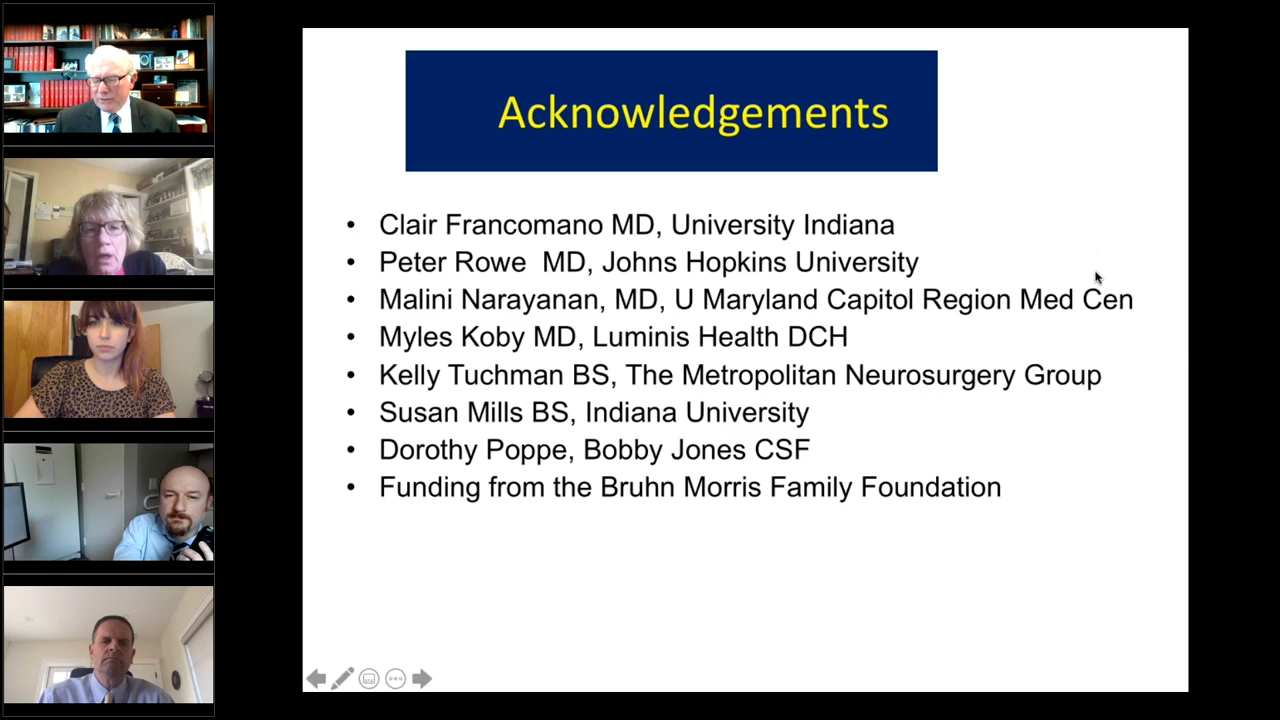 Acknowledgements
• Clair Francomano MD, University Indiana
• Peter Rowe  MD, Johns Hopkins University
• Malini Narayanan, MD, U Maryland Capitol Region Med Cen
• Myles Koby MD, Luminis Health DCH
• Kelly Tuchman BS, The Metropolitan Neurosurgery Group
• Susan Mills BS, Indiana University
• Dorothy Poppe, Bobby Jones CSF
• Funding from the Bruhn Morris Family Foundation